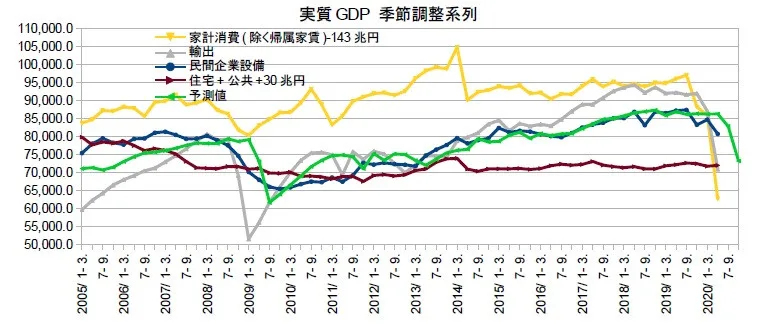 実質 GDP 季節調整系列
110,000.0
105,000.0
100,000.0
95,000.0
90,000.0
85,000.0
80,000.0
75,000.0
70,000.0
65,000.0
60,000.0
55,000.0
50,000.0
家計消費 ( 除く帰属家賃 )-143 兆円
輸出
民間企業設備
住宅 + 公共 +30 兆円
予測値
2005/ 1- 3.
7- 9.
2006/ 1- 3.
7- 9.
2007/ 1- 3.
7- 9.
2008/ 1- 3.
7- 9.
2009/ 1- 3.
7- 9.
2010/ 1- 3.
7- 9.
2011/ 1- 3.
7- 9.
2012/ 1- 3.
7- 9.
2013/ 1- 3.
7- 9.
2014/ 1- 3.
7- 9.
2015/ 1- 3.
7- 9.
2016/ 1- 3.
7- 9.
2017/ 1- 3.
7- 9.
2018/ 1- 3.
7- 9.
2019/ 1- 3.
7- 9.
2020/ 1- 3.
7- 9.